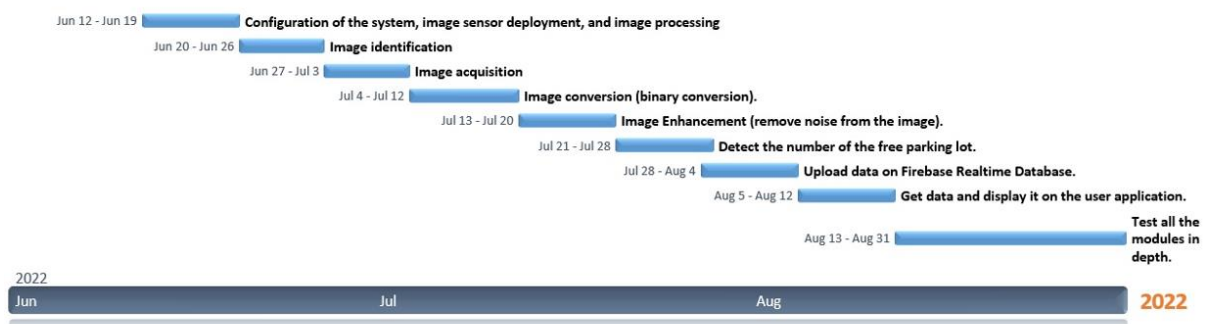 Jun 12 - Jun 19 Configuration of the system, image sensor deployment, and image processing
Jun 20 - Jun 26 Image identification
Jun 27 - Jul 3 Image acquisition
Jul 4 - Jul 12 Image conversion (binary conversion).
Jul 13 - Jul 20 Image Enhancement (remove noise from the image).
Jul 21 - Jul 28 Detect the number of the free parking lot.
Jul 28 - Aug 4 Upload data on Firebase Realtime Database.
Aug 5 - Aug 12 Get data and display it on the user application.
Aug 13 - Aug 31 Test all the
modules in
depth.
2022
Jun Jul Aug 2022